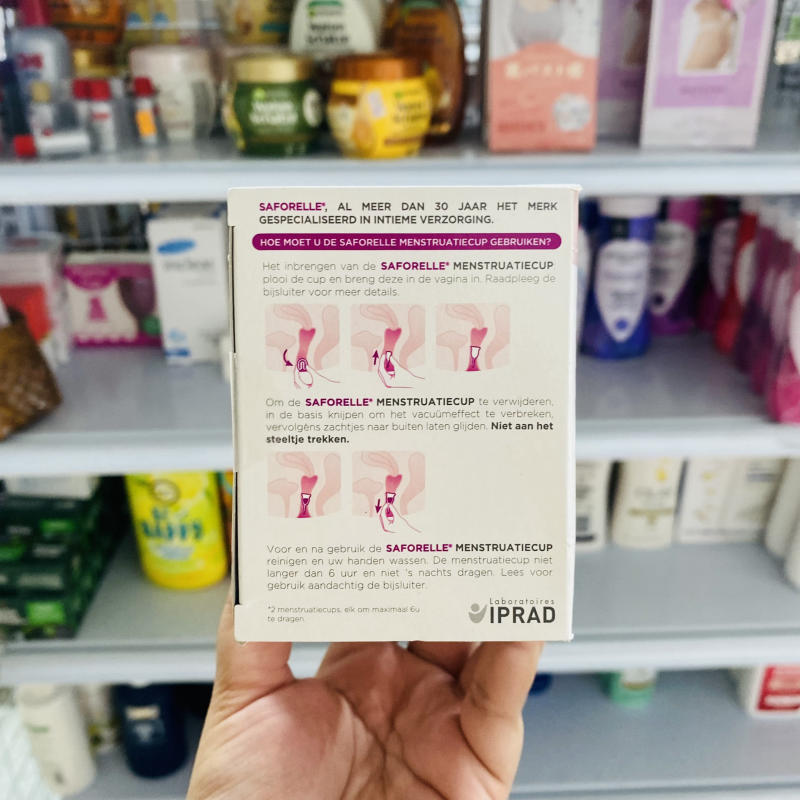 SAFORELLE®, AL MEER DAN 30 JAAR HET MERK
GESPECIALISEERD IN INTIEME VERZORGING.
HOE MOET U DE SAFORELLE MENSTRUATIECUP GEBRUIKEN?
Het inbrengen van de SAFORELLE® MENSTRUATIECUP:
plooi de cup en breng deze in de vagina in. Raadpleeg de
bijsluiter voor meer details.
Om de SAFORELLE® MENSTRUATIECUP te verwijderen,
in de basis knijpen om het vacuümeffect te verbreken,
vervolgens zachtjes naar buiten laten glijden. Niet aan het
steeltje trekken.
Voor en na gebruik de SAFORELLE® MENSTRUATIECUP
reinigen en uw handen wassen. De menstruatiecup niet
langer dan 6 uur en niet 's nachts dragen. Lees voor
gebruik aandachtig de bijsluiter.
*2 menstruatiecups, elk om maximaal 6u
te dragen.
Laboratoires
IPRAD